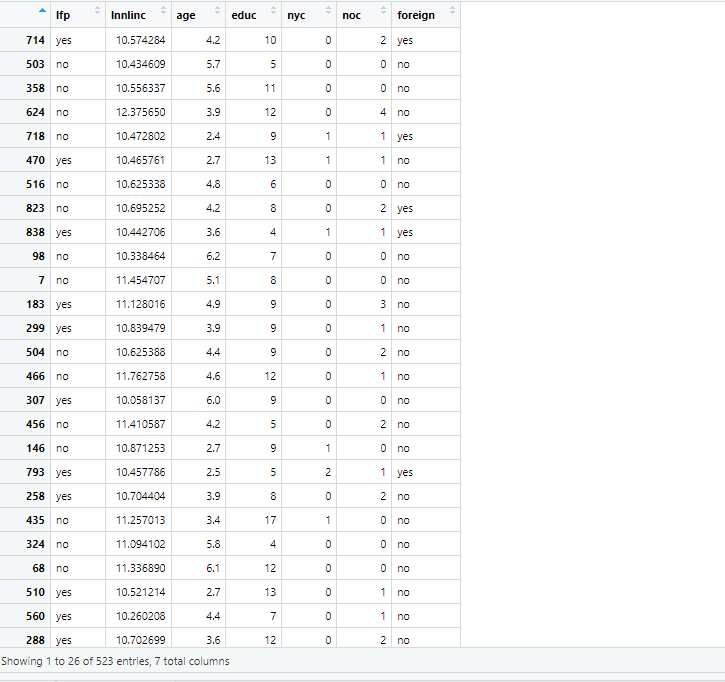 lfp lnnlinc age educ nyc noc foreign
714 yes 10.574284 4.2 10 0 2 yes
503 no 10.434609 5.7 5 0 0 no
358 no 10.556337 5.6 11 0 0 no
624 no 12.375650 3.9 12 0 4 no
718 no 10.472802 2.4 9 1 1 yes
470 yes 10.465761 2.7 13 1 1 no
516 no 10.625338 4.8 6 0 0 no
823 no 10.695252 4.2 8 0 2 yes
838 yes 10.442706 3.6 4 1 1 yes
98 no 10.338464 6.2 7 0 0 no
7 no 11.454707 5.1 8 0 0 no
183 yes 11.128016 4.9 9 0 3 no
299 yes 10.839479 3.9 9 0 1 no
504 no 10.625388 4.4 9 0 2 no
466 no 11.762758 4.6 12 0 1 no
307 yes 10.058137 6.0 9 0 0 no
456 no 11.410587 4.2 5 0 2 no
146 no 10.871253 2.7 9 1 0 no
793 yes 10.457786 2.5 5 2 1 yes
258 yes 10.704404 3.9 8 0 2 no
435 no 11.257013 3.4 17 1 0 no
324 no 11.094102 5.8 4 0 0 no
68 no 11.336890 6.1 12 0 0 no
510 yes 10.521214 2.7 13 0 1 no
560 yes 10.260208 4.4 7 0 1 no
288 yes 10.702699 3.6 12 0 2 no
Showing 1 to 26 of 523 entries, 7 total columns